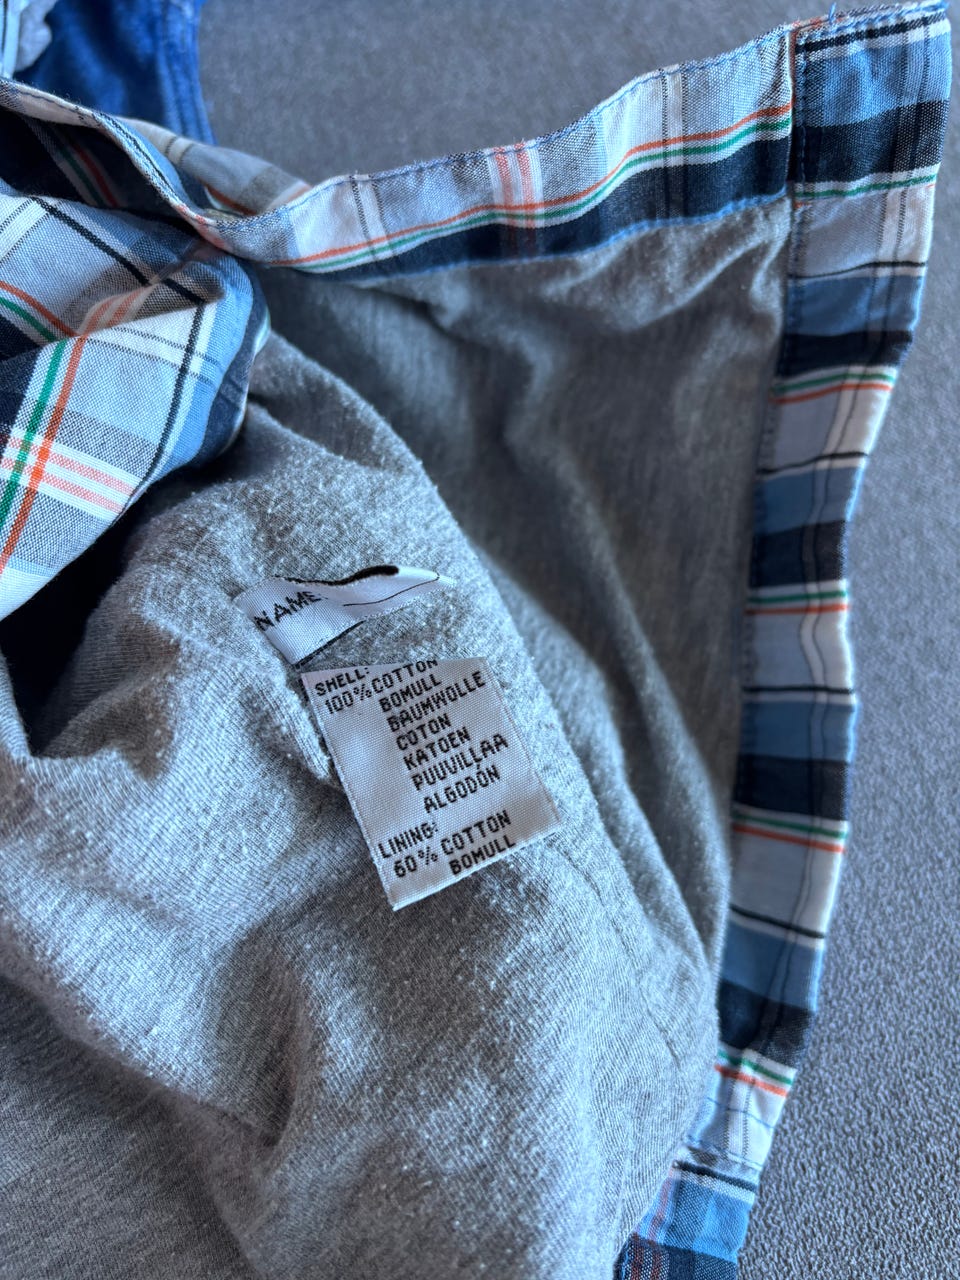 NAME:
SHELL:
100% COTTON
BOMULL
BAUMWOLLE
COTON
KATOEN
PUUVILLAA
ALGODÓN
LINING:
60% COTTON
BOMULL